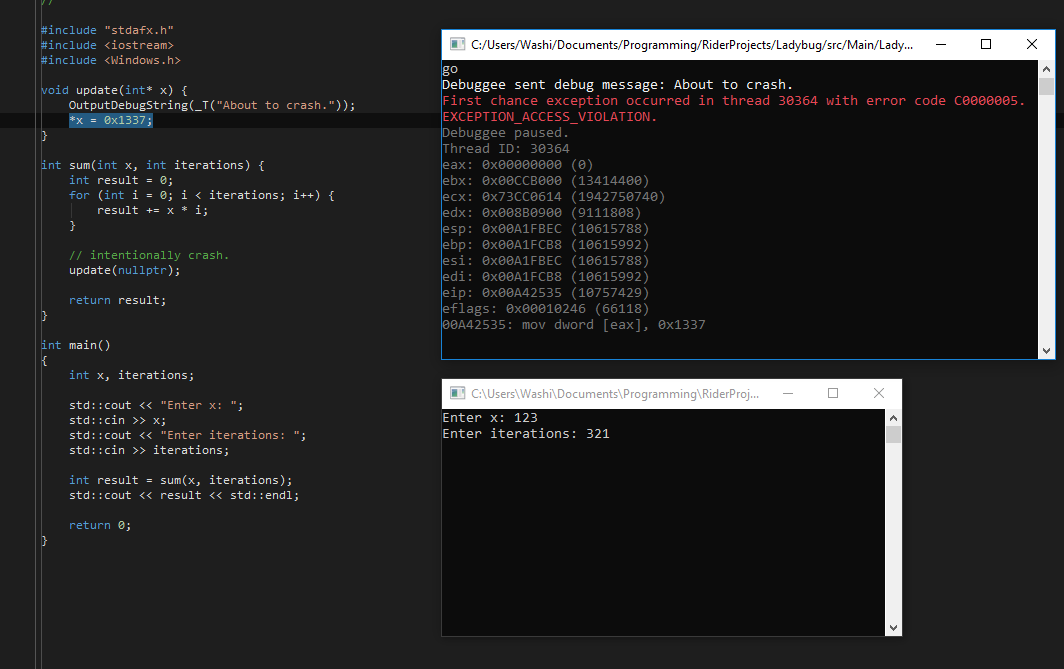 //
#include "stdafx.h"
#include <iostream>
#include <Windows.h>
void update(int* x) {
OutputDebugString(_T("About to crash."));
*x = 0x1337;
}
int sum(int x, int iterations) {
int result = 0;
for (int i = 0; i < iterations; i++) {
result += x * i;
}
// intentionally crash.
update(nullptr);
return result;
}
int main()
{
int x, iterations;
std::cout << "Enter x: ";
std::cin >> x;
std::cout << "Enter iterations: ";
std::cin >> iterations;
int result = sum(x, iterations);
std::cout << result << std::endl;
return 0;
}
C:/Users/Washi/Documents/Programming/RiderProjects/Ladybug/src/Main/Lady...
go
Debuggee sent debug message: About to crash.
First chance exception occurred in thread 30364 with error code C0000005.
EXCEPTION_ACCESS_VIOLATION.
Debuggee paused.
Thread ID: 30364
eax: 0x00000000 (0)
ebx: 0x00CCB000 (13414400)
ecx: 0x73CC0614 (1942750740)
edx: 0x008B0900 (9111808)
esp: 0x00A1FBEC (10615788)
ebp: 0x00A1FCB8 (10615992)
esi: 0x00A1FBEC (10615788)
edi: 0x00A1FCB8 (10615992)
eip: 0x00A42535 (10757429)
eflags: 0x00010246 (66118)
00A42535: mov dword [eax], 0x1337
C:\Users\Washi\Documents\Programming\RiderProj...
Enter x: 123
Enter iterations: 321